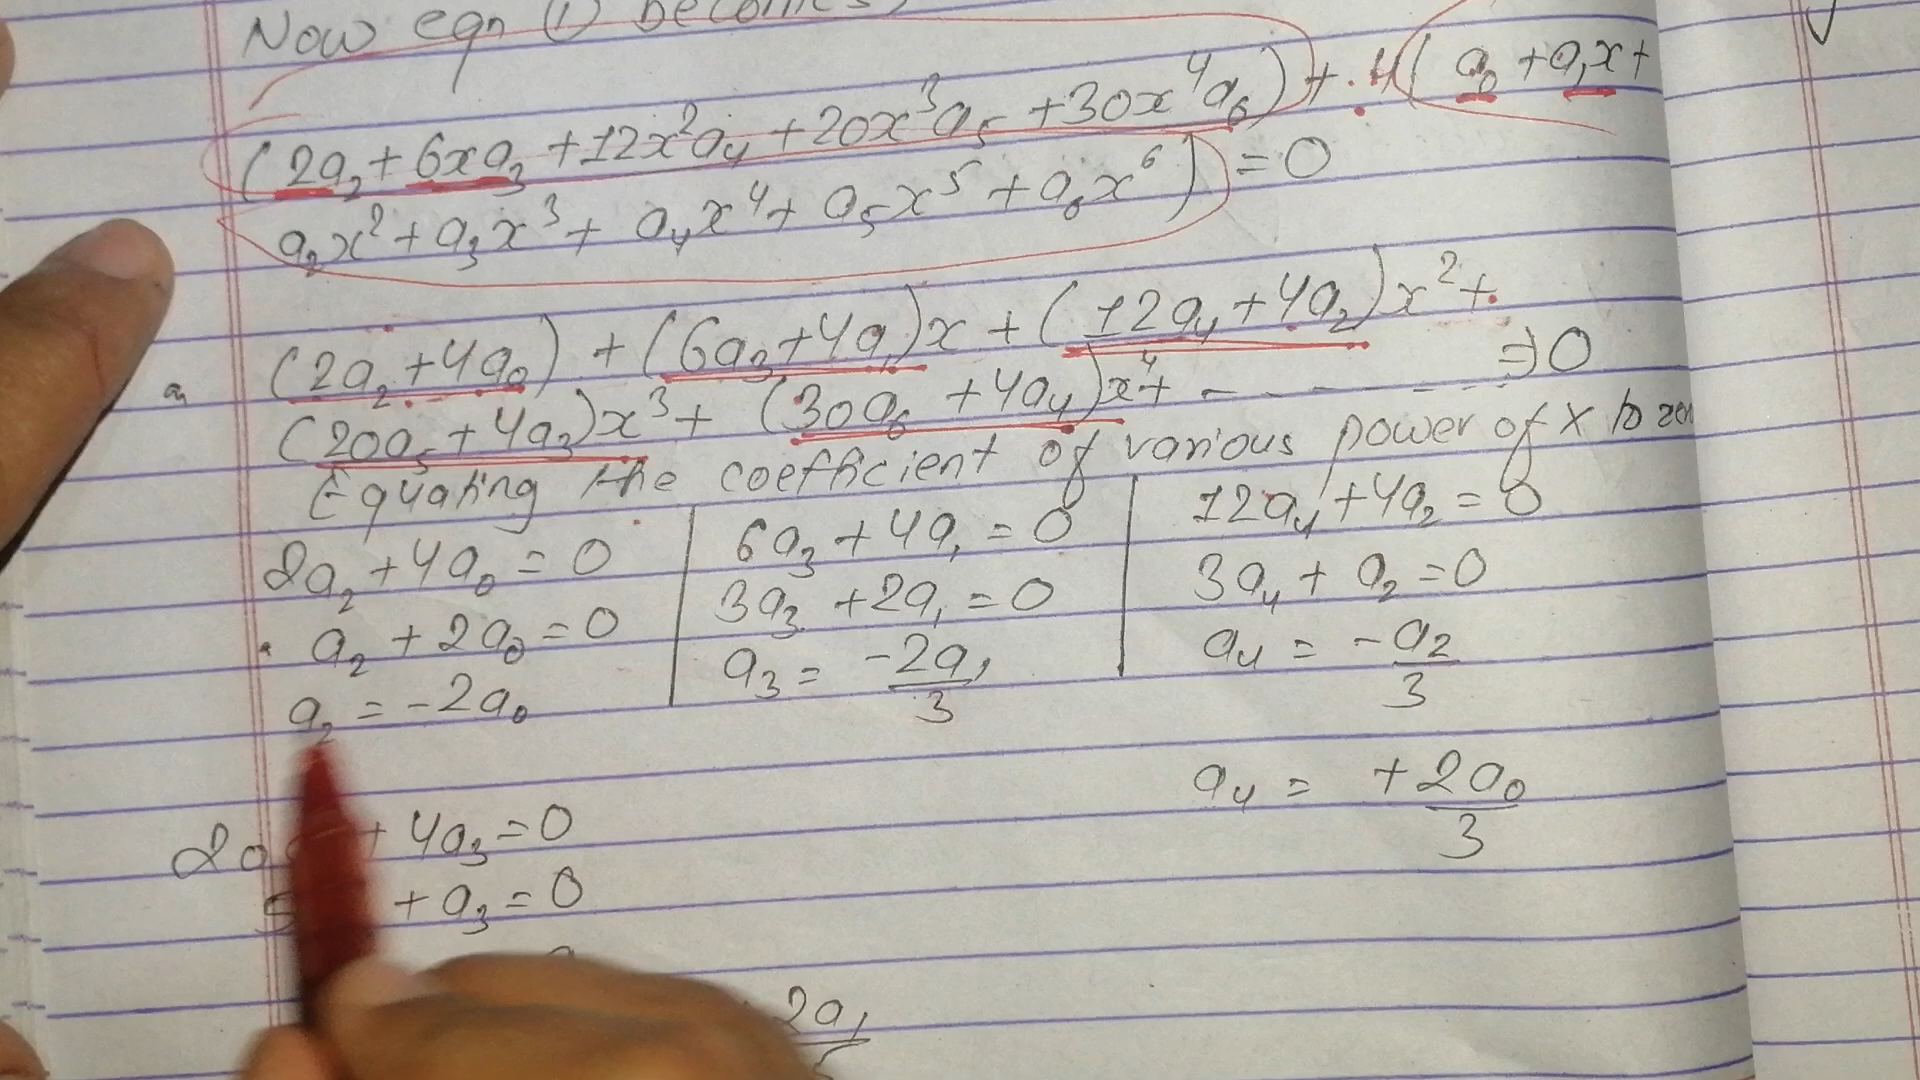 Now eqn (1) becomes,
(2a₂ + 6xa₃ + 12x²a₄ + 20x³a₅ + 30x⁴a₆) + 4(a₀ + a₁x +
a₂x² + a₃x³ + a₄x⁴ + a₅x⁵ + a₆x⁶) = 0
(2a₂ + 4a₀) + (6a₃ + 4a₁)x + (12a₄ + 4a₂)x² +
(20a₅ + 4a₃)x³ + (30a₆ + 4a₄)x⁴ + - - - - - - = 0
Equating the coefficient of various power of x to zero
2a₂ + 4a₀ = 0
a₂ + 2a₀ = 0
a₂ = -2a₀
6a₃ + 4a₁ = 0
3a₃ + 2a₁ = 0
a₃ = -2a₁/3
12a₄ + 4a₂ = 0
3a₄ + a₂ = 0
a₄ = -a₂/3
a₄ = +2a₀/3
20 + 4a₃ = 0
5 + a₃ = 0
2a₁